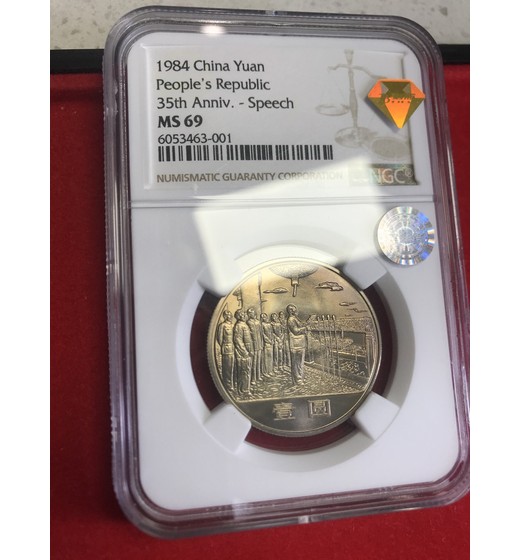 1984 China Yuan
People's Republic
35th Anniv. - Speech
MS 69
6053463-001
NUMISMATIC GUARANTY CORPORATION
NGC
壹 圆